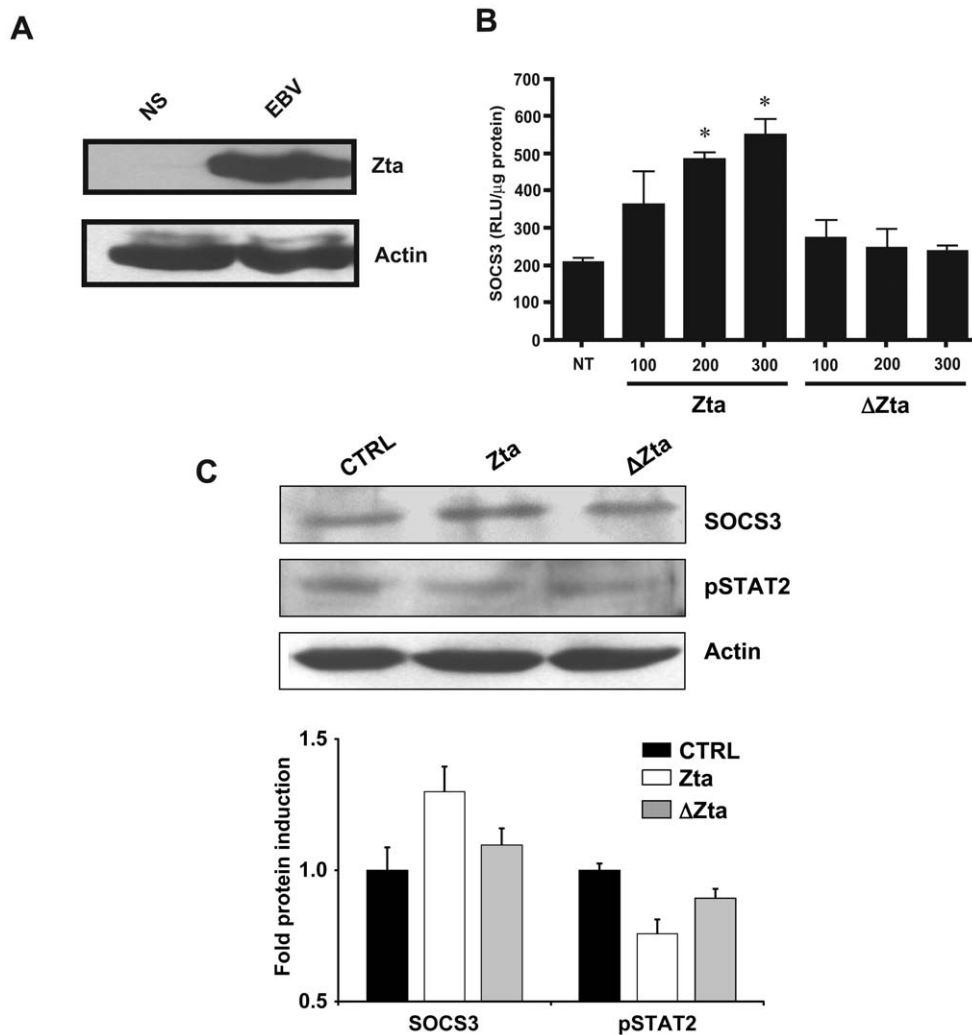 A
NS
EBV
Zta
Actin
B
SOCS3 (RLU/µg protein)
700
600
500
400
300
200
100
0
*
*
NT
100
200
300
100
200
300
Zta
ΔZta
C
CTRL
Zta
ΔZta
SOCS3
pSTAT2
Actin
Fold protein induction
1.5
1.0
0.5
CTRL
Zta
ΔZta
SOCS3
pSTAT2